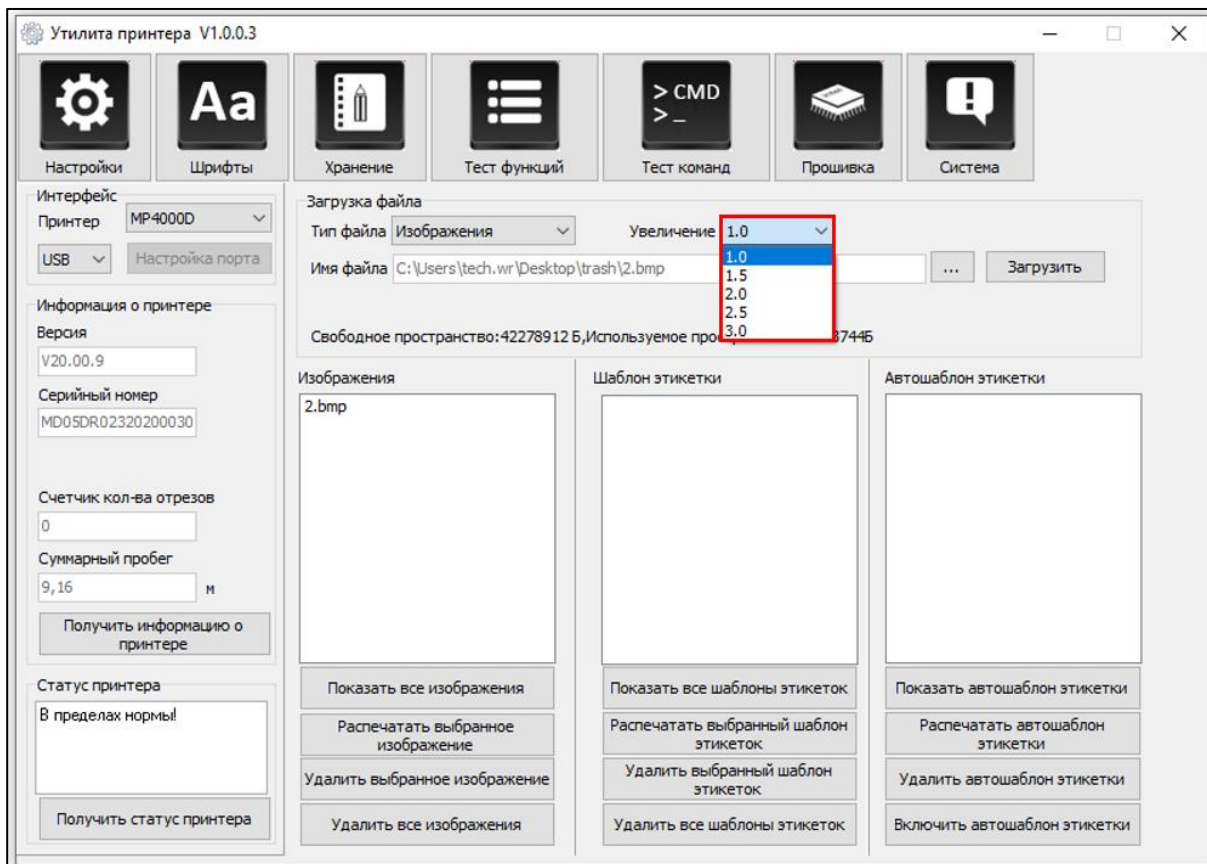 Утилита принтера V1.0.0.3
Aa
> CMD
> _
Настройки
Шрифты
Хранение
Тест функций
Тест команд
Прошивка
Система
Интерфейс
Принтер MP4000D
USB Настройка порта
Информация о принтере
Версия
V20.00.9
Серийный номер
MD05DR02320200030
Счетчик кол-ва отрезов
0
Суммарный пробег
9,16 м
Получить информацию о
принтере
Статус принтера
В пределах нормы!
Получить статус принтера
Загрузка файла
Тип файла Изображения Увеличение 1.0
1.0
1.5
2.0
2.5
3.0
Имя файла C:\Users\tech.wr\Desktop\trash\2.bmp ... Загрузить
Свободное пространство:42278912 Б,Используемое 3744Б
Изображения
2.bmp
Показать все изображения
Распечатать выбранное
изображение
Удалить выбранное изображение
Удалить все изображения
Шаблон этикетки
Показать все шаблоны этикеток
Распечатать выбранный шаблон
этикеток
Удалить выбранный шаблон
этикеток
Удалить все шаблоны этикеток
Автошаблон этикетки
Показать автошаблон этикетки
Распечатать автошаблон
этикетки
Удалить автошаблон этикетки
Включить автошаблон этикетки